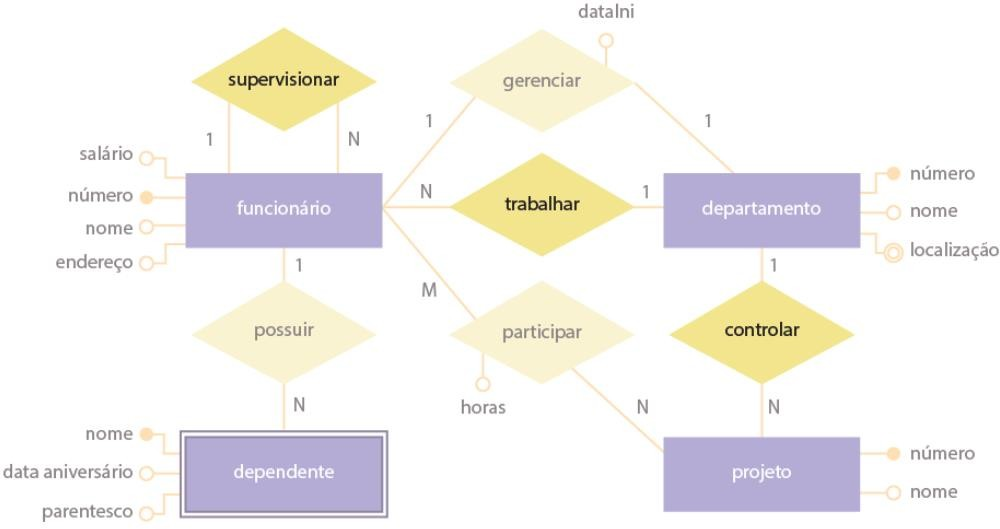 dataIni
supervisionar
gerenciar
1
N
1
1
salário
número
nome
endereço
funcionário
N
trabalhar
1
departamento
número
nome
localização
1
M
1
possuir
participar
controlar
N
horas
N
N
nome
data aniversário
parentesco
dependente
projeto
número
nome